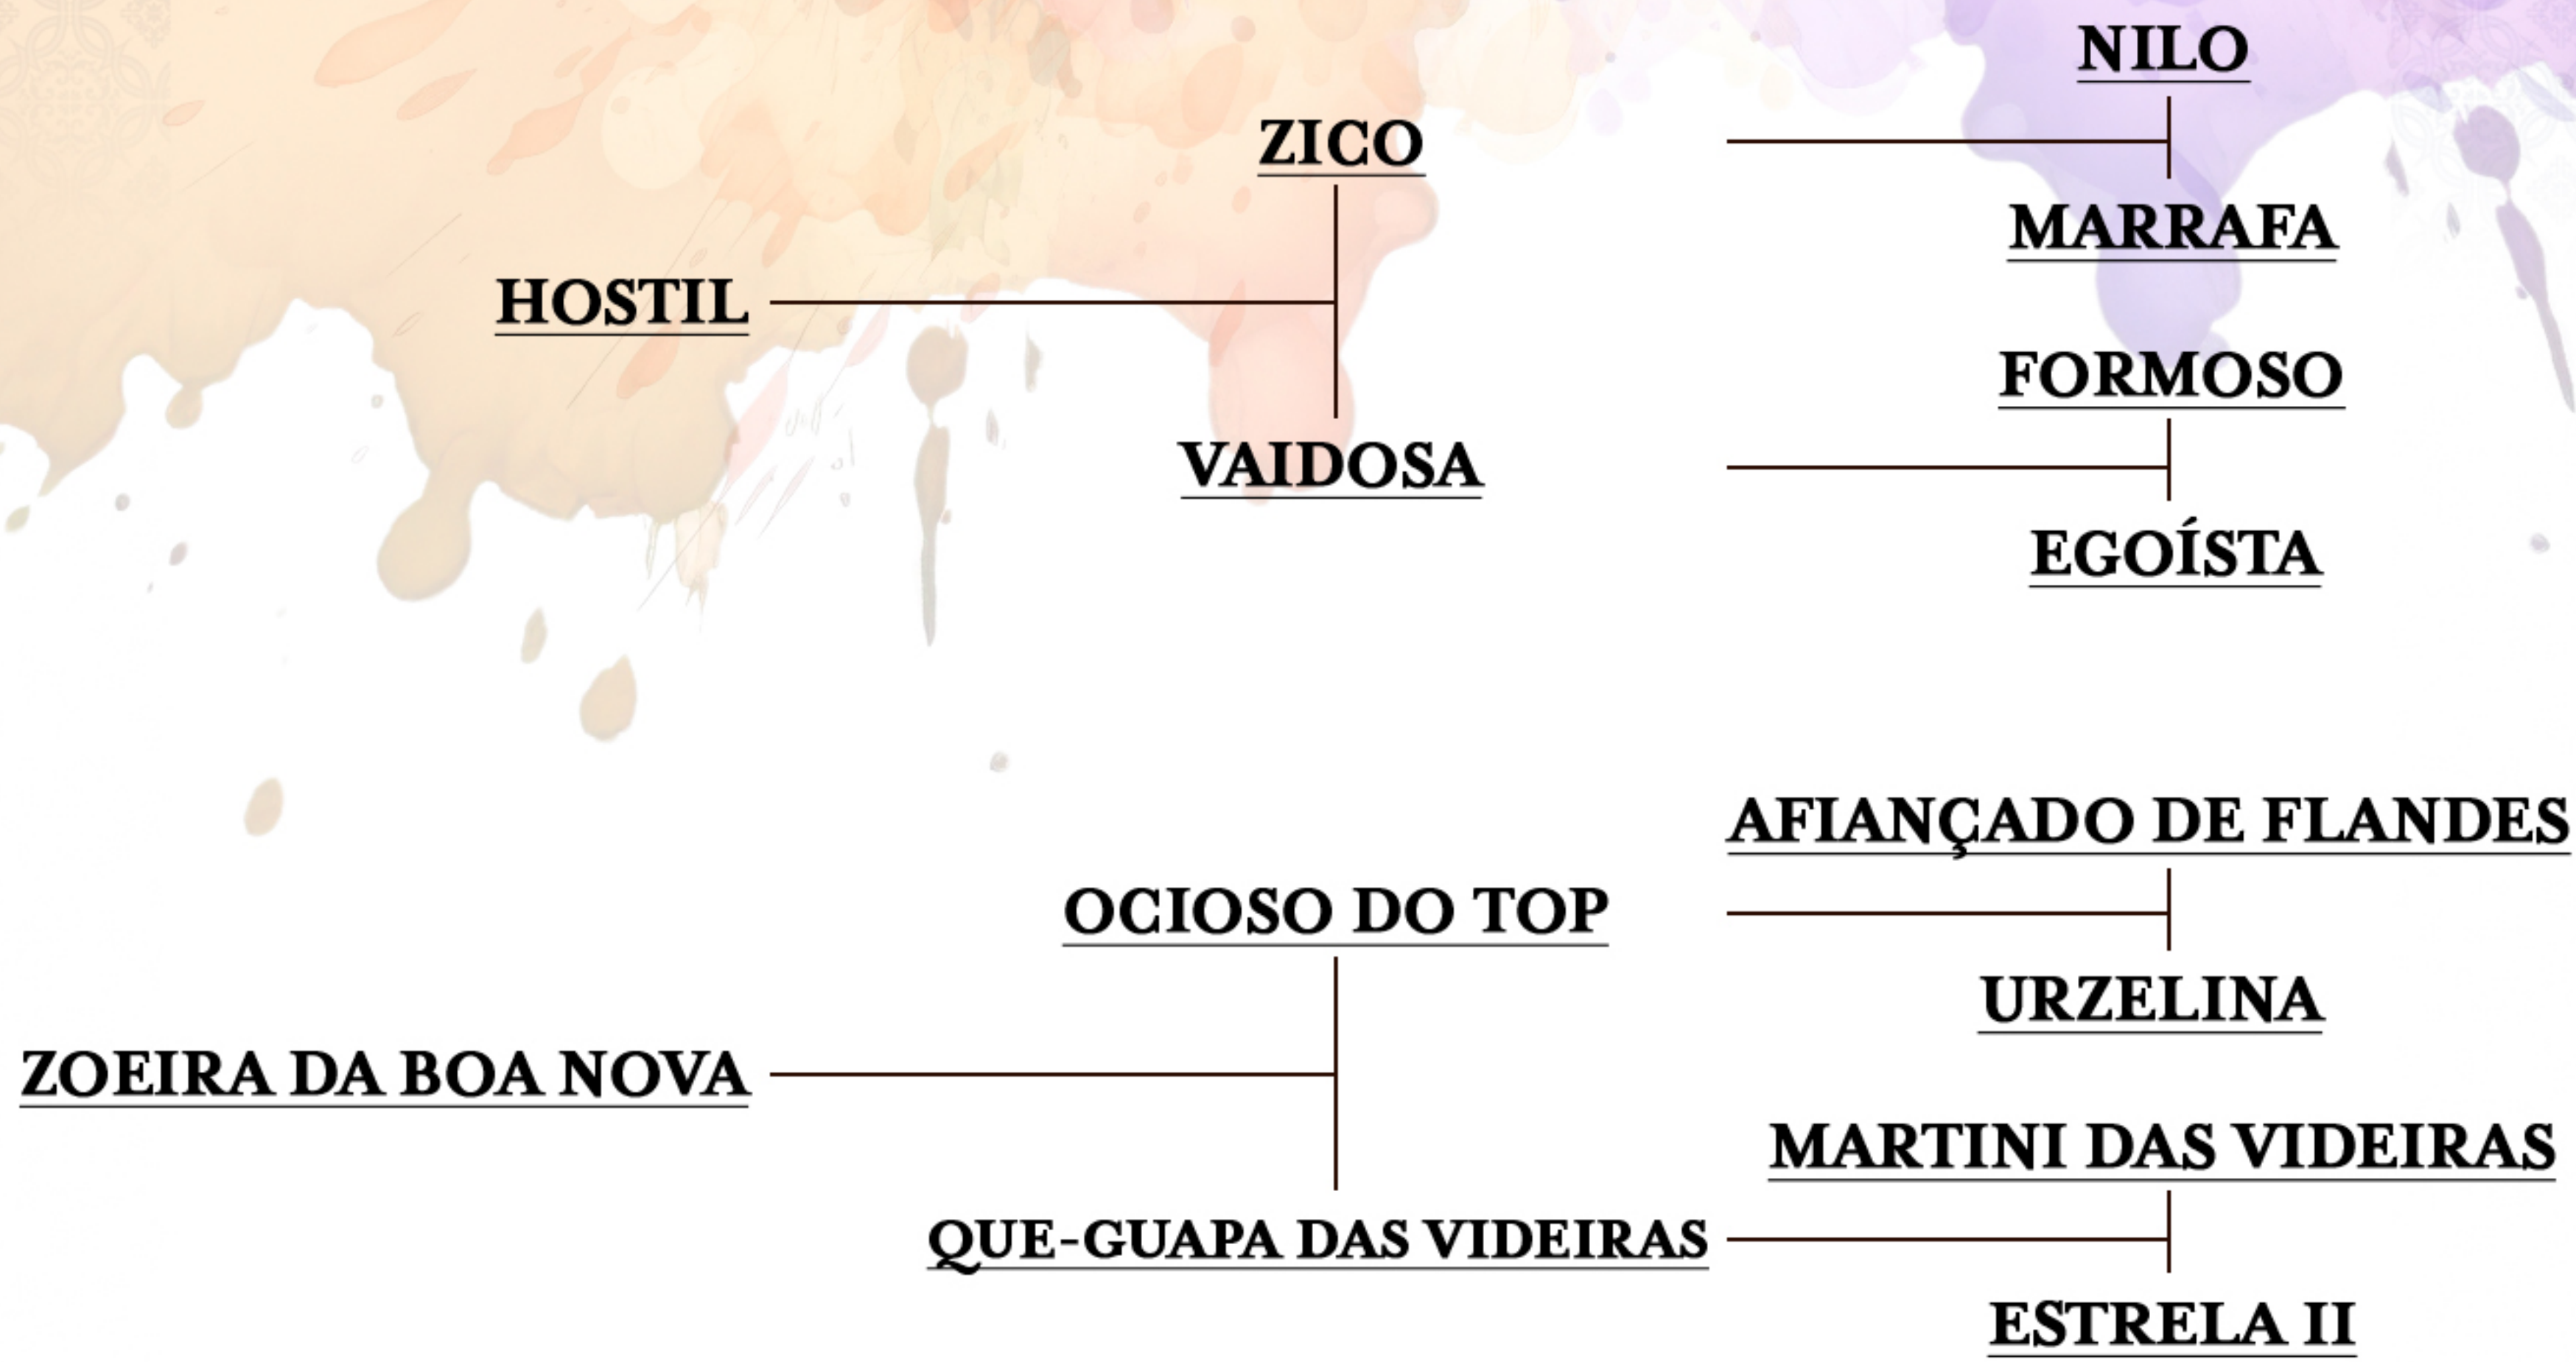 NILO
ZICO
MARRAFA
HOSTIL
FORMOSO
VAIDOSA
EGOÍSTA
AFIANÇADO DE FLANDES
OCIOSO DO TOP
URZELINA
ZOEIRA DA BOA NOVA
MARTINI DAS VIDEIRAS
QUE-GUAPA DAS VIDEIRAS
ESTRELA II